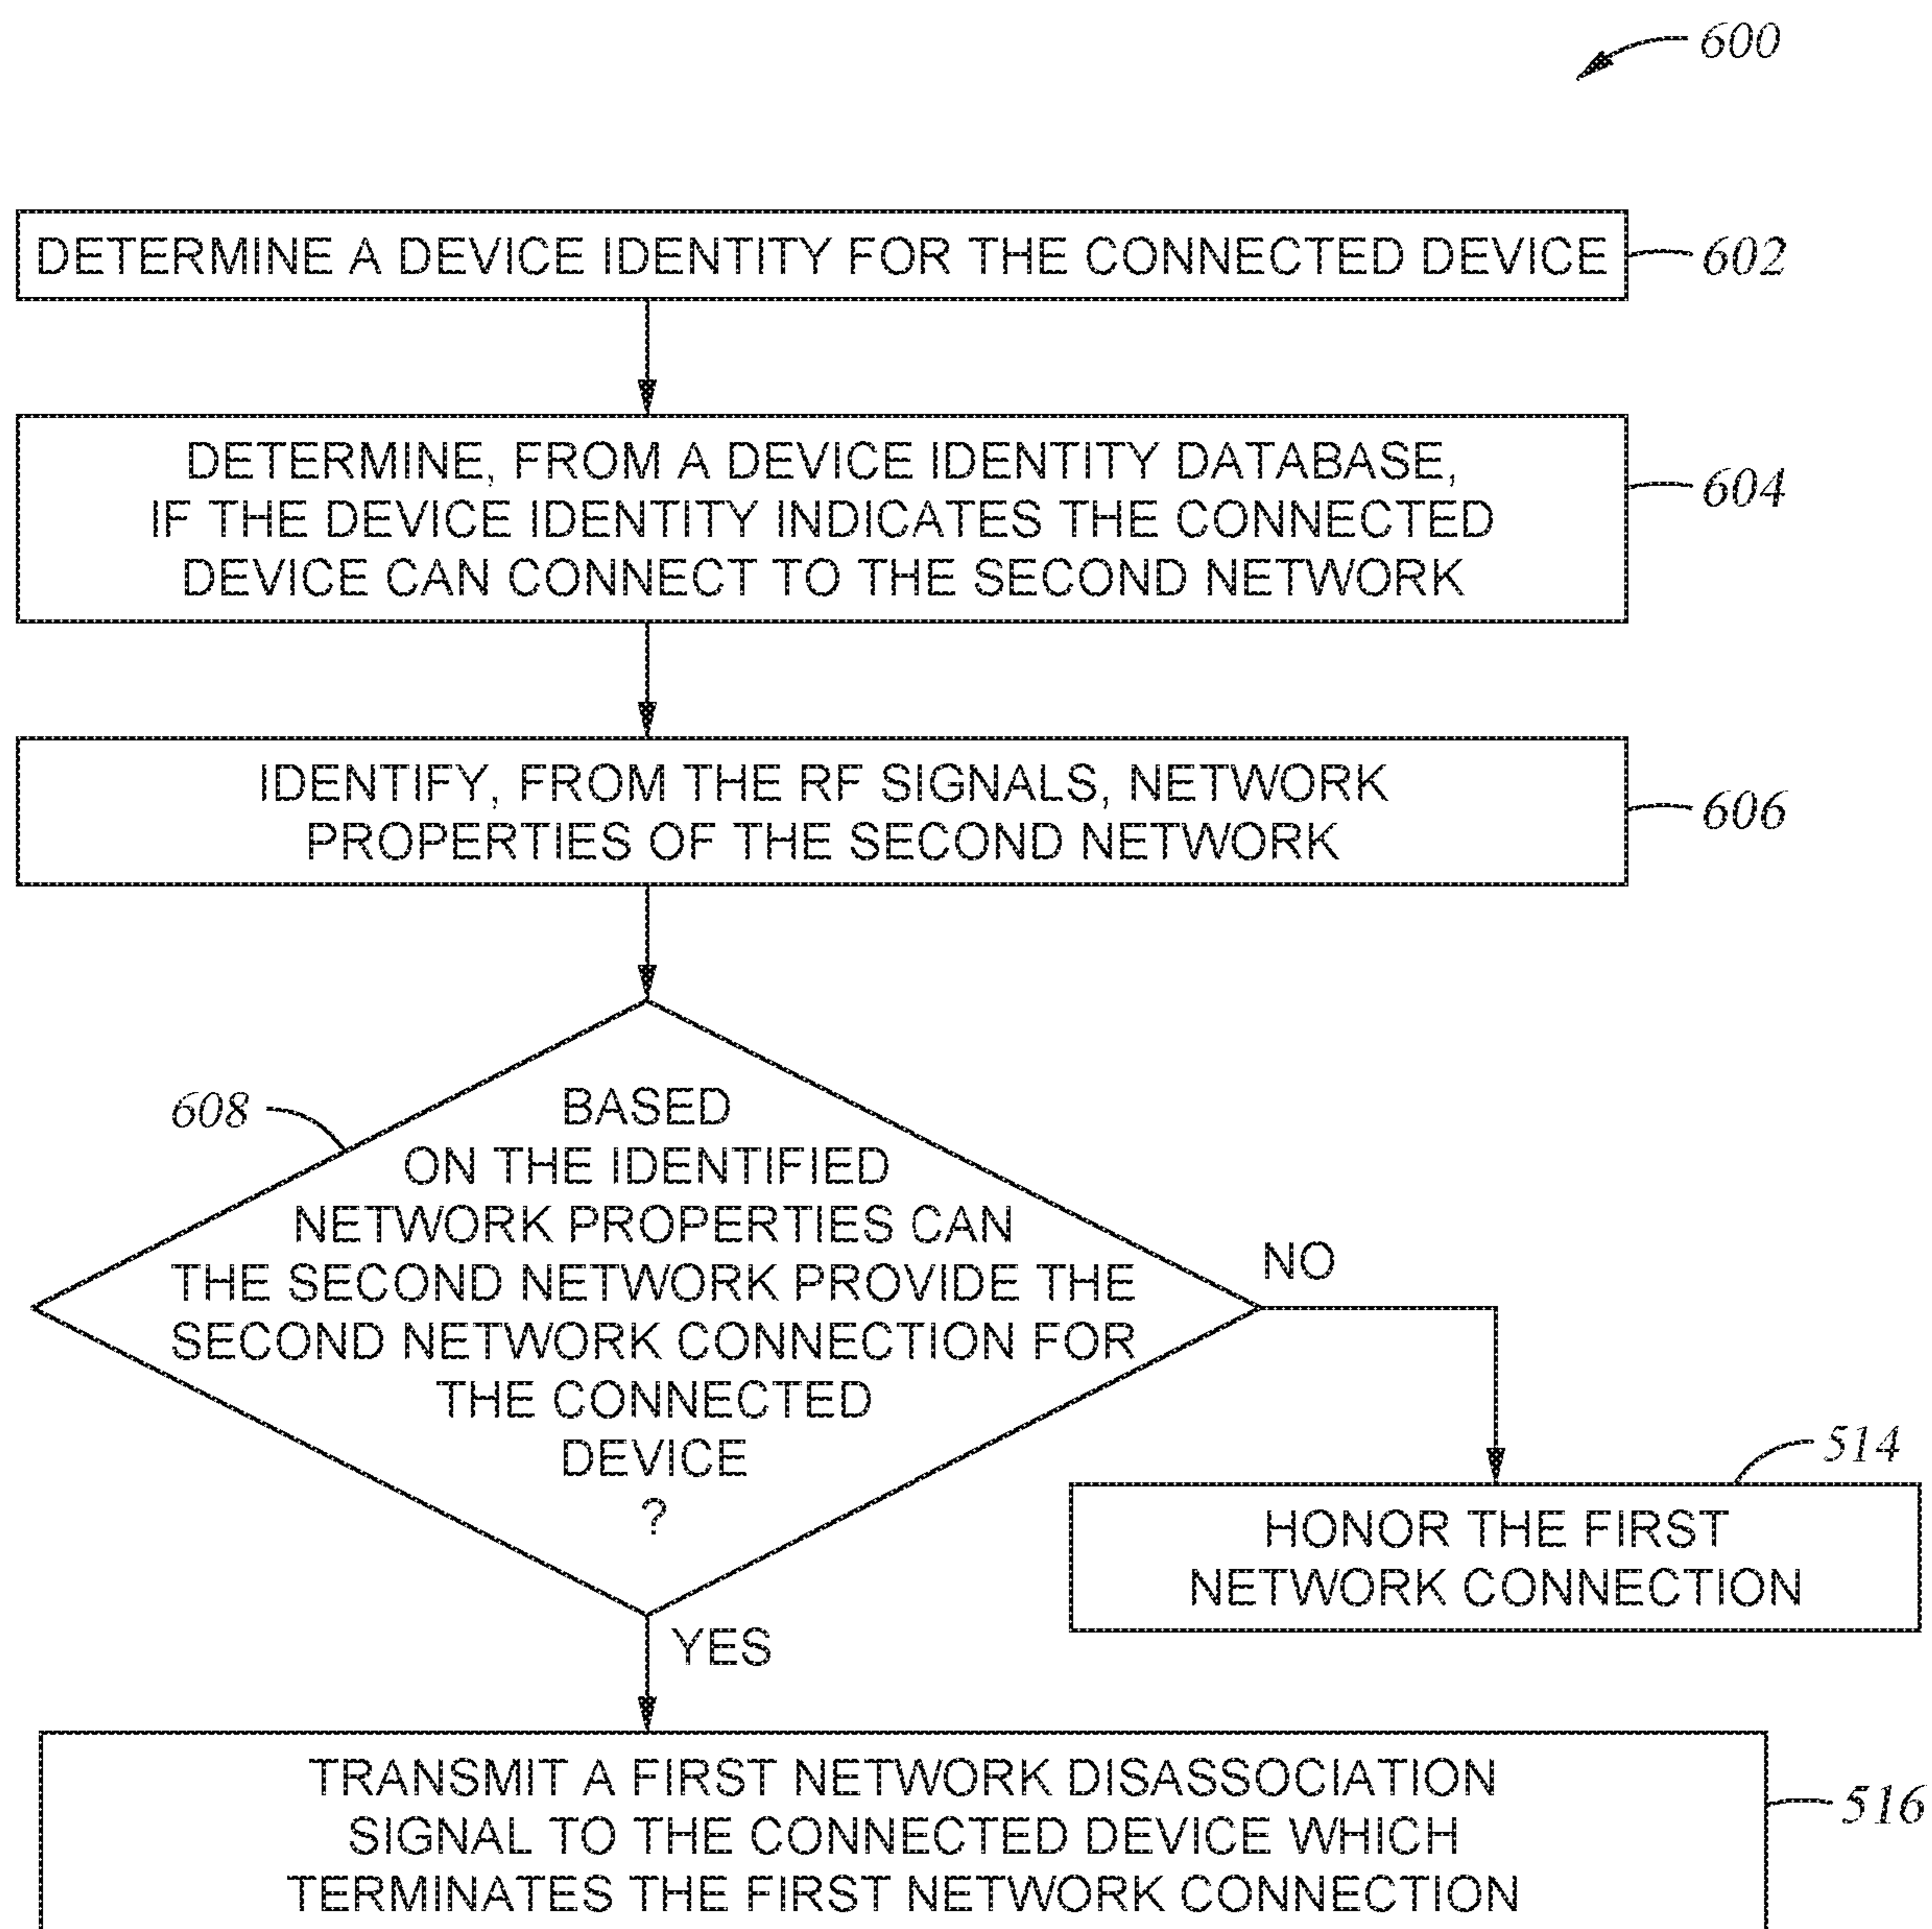 600
DETERMINE A DEVICE IDENTITY FOR THE CONNECTED DEVICE
602
DETERMINE, FROM A DEVICE IDENTITY DATABASE,
IF THE DEVICE IDENTITY INDICATES THE CONNECTED
DEVICE CAN CONNECT TO THE SECOND NETWORK
604
IDENTIFY, FROM THE RF SIGNALS, NETWORK
PROPERTIES OF THE SECOND NETWORK
606
608
BASED
ON THE IDENTIFIED
NETWORK PROPERTIES CAN
THE SECOND NETWORK PROVIDE THE
SECOND NETWORK CONNECTION FOR
THE CONNECTED
DEVICE
?
NO
514
HONOR THE FIRST
NETWORK CONNECTION
YES
TRANSMIT A FIRST NETWORK DISASSOCIATION
SIGNAL TO THE CONNECTED DEVICE WHICH
TERMINATES THE FIRST NETWORK CONNECTION
516